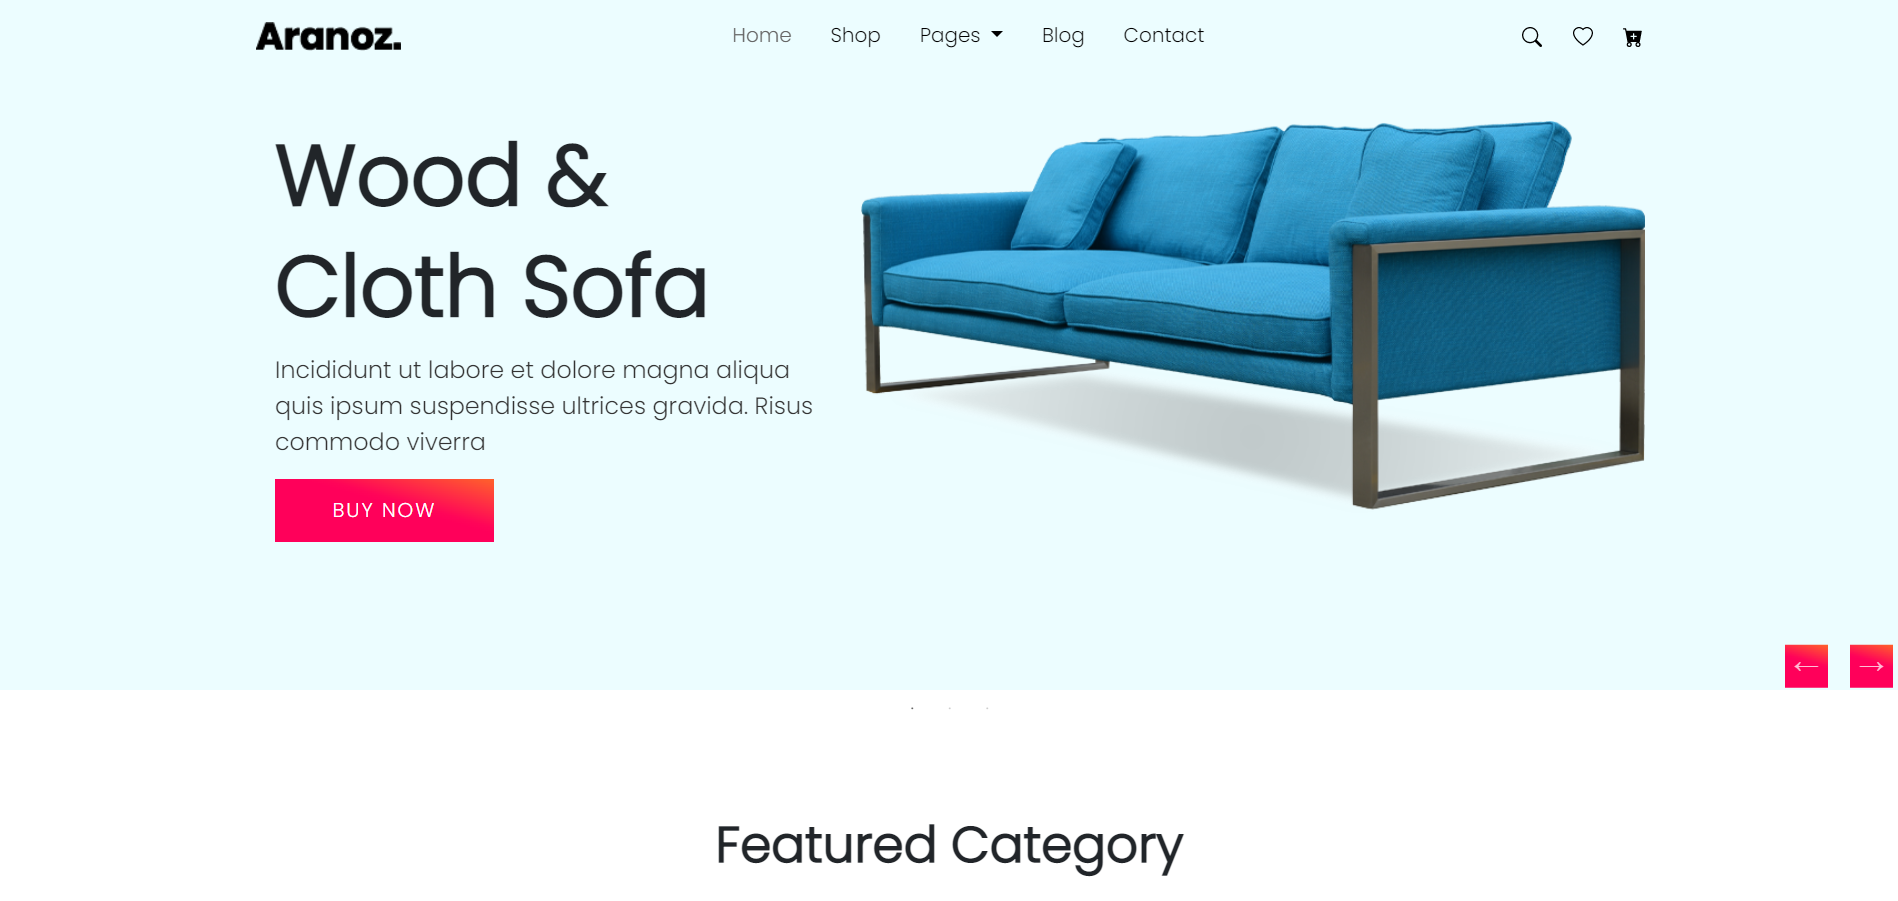 Aranoz.
Home Shop Pages Blog Contact
Wood &
Cloth Sofa
Incididunt ut labore et dolore magna aliqua
quis ipsum suspendisse ultrices gravida. Risus
commodo viverra
BUY NOW
Featured Category